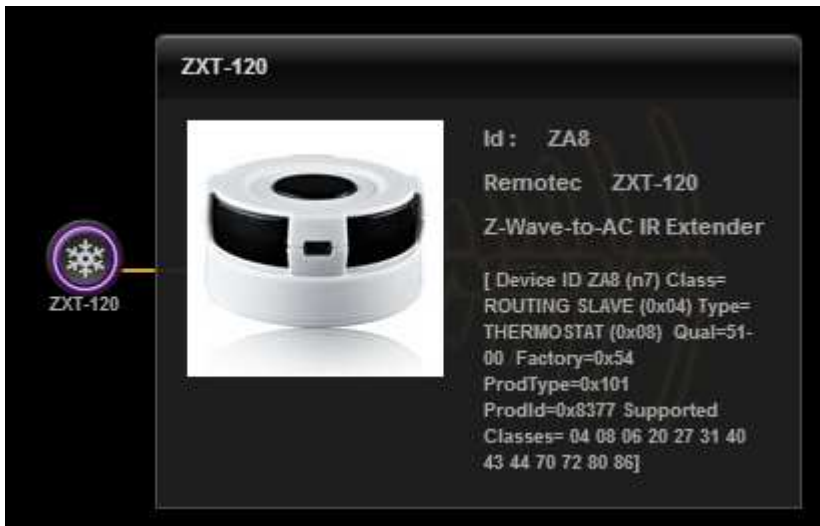 ZXT-120
Id : ZA8
Remotec ZXT-120
Z-Wave-to-AC IR Extender
[ Device ID ZA8 (n7) Class=
ROUTING SLAVE (0x04) Type=
THERMOSTAT (0x08) Qual=51-
00 Factory=0x54
ProdType=0x101
ProdId=0x8377 Supported
Classes= 04 08 06 20 27 31 40
43 44 70 72 80 86]
ZXT-120